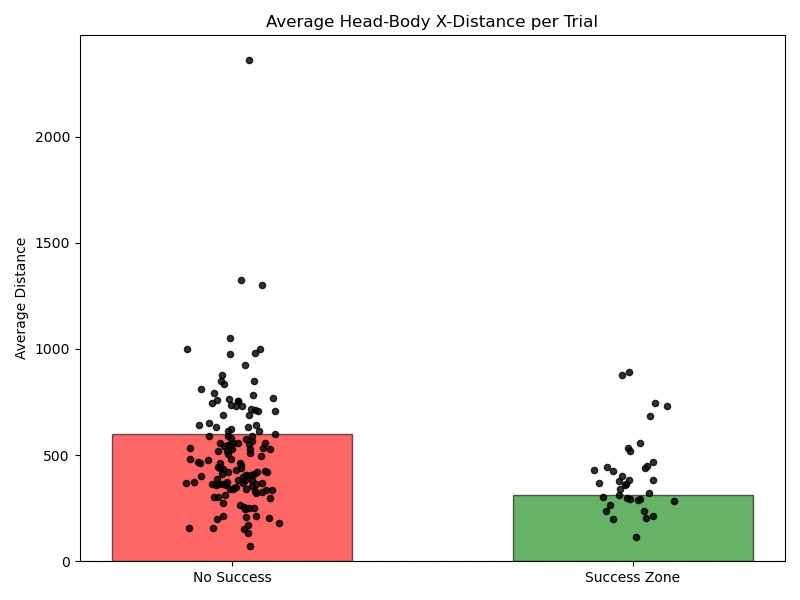 Average Head-Body X-Distance per Trial
Average Distance
2000
1500
1000
500
0
No Success
Success Zone